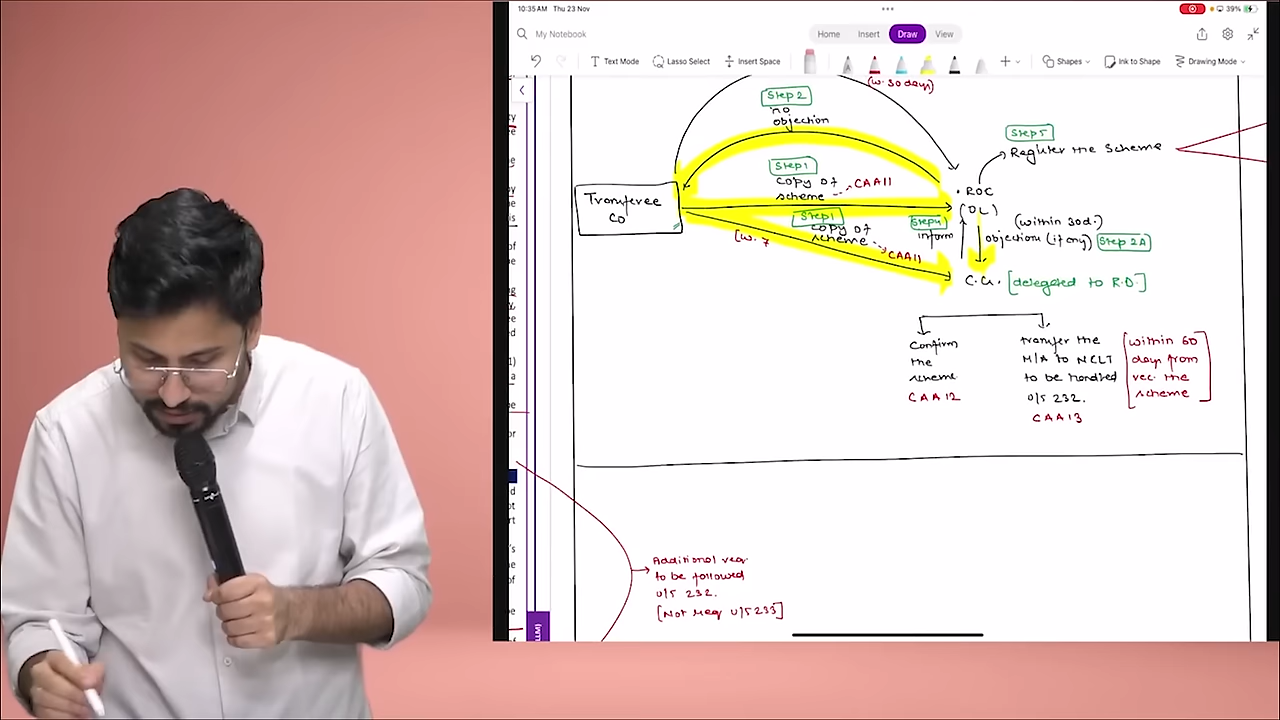 10:35 AM Thu 23 Nov
39%
My Notebook
Home Insert Draw View
Text Mode
Lasso Select
Insert Space
Shapes
Ink to Shape
Drawing Mode
(w. 30 days)
Step 2
no
objection
Step 5
Register the Scheme
Step 1
copy of
scheme
CAA11
Transferee
Co
ROC
(OL)
Step 1
copy of
scheme
CAA11
[w. 7
Step 4
inform
(within 30d.)
objection (if any) Step 2A
C.G. [delegated to R.D.]
Confirm
the
scheme
CAA 12
transfer the
M/A to NCLT
to be handled
U/S 232.
CAA 13
[within 60
days from
rec. the
scheme]
Additional req
to be followed
U/S 232.
[Not req U/S 233]